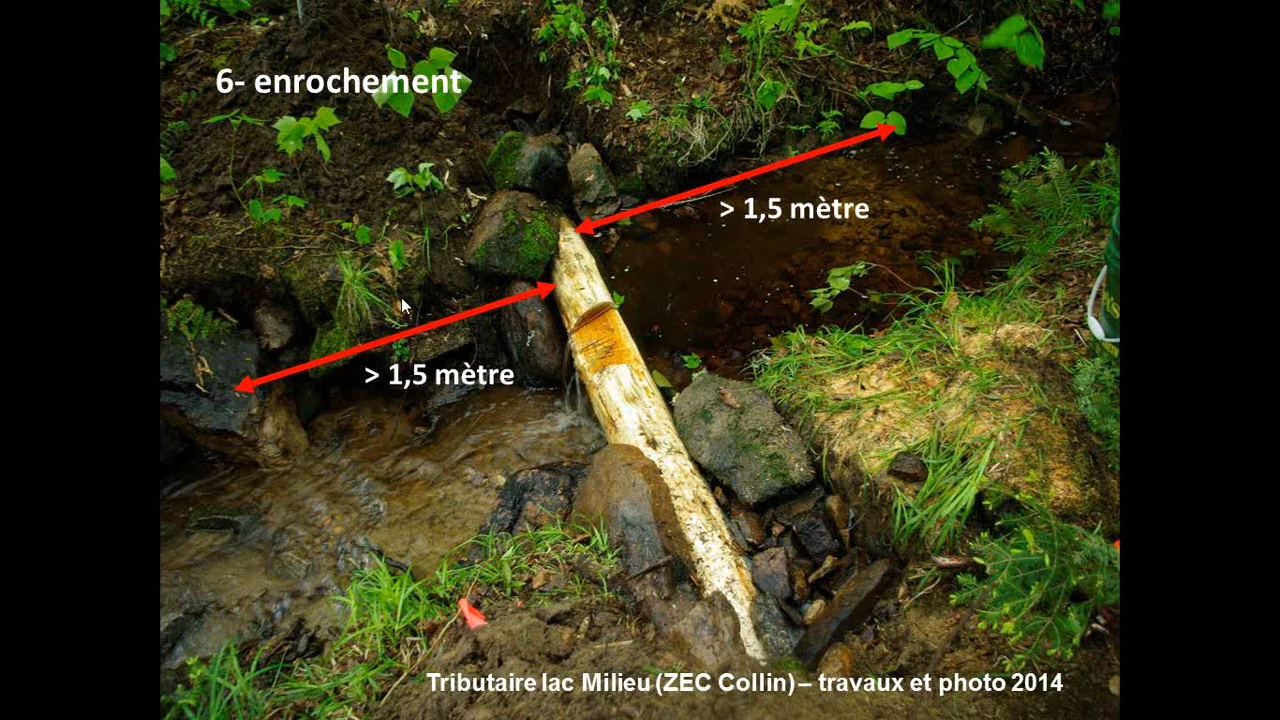 6- enrochement
> 1,5 mètre
> 1,5 mètre
Tributaire lac Milieu (ZEC Collin) – travaux et photo 2014